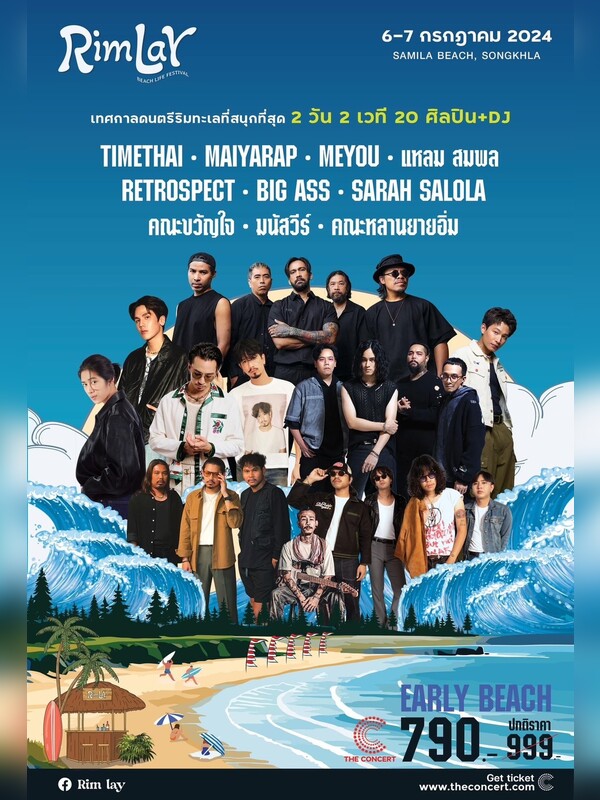 RimLay
BEACH LIFE FESTIVAL
6-7 กรกฎาคม 2024
SAMILA BEACH, SONGKHLA
เทศกาลดนตรีริมทะเลที่สนุกที่สุด 2 วัน 2 เวที 20 ศิลปิน+DJ
TIMETHAI • MAIYARAP • MEYOU • แหลม สมพล
RETROSPECT • BIG ASS • SARAH SALOLA
คณะขวัญใจ • มนัสวีร์ • คณะหลานยายอิ่ม
EARLY BEACH
THE CONCERT
790.-
ปกติราคา
999.-
Rim lay
Get ticket
www.theconcert.com